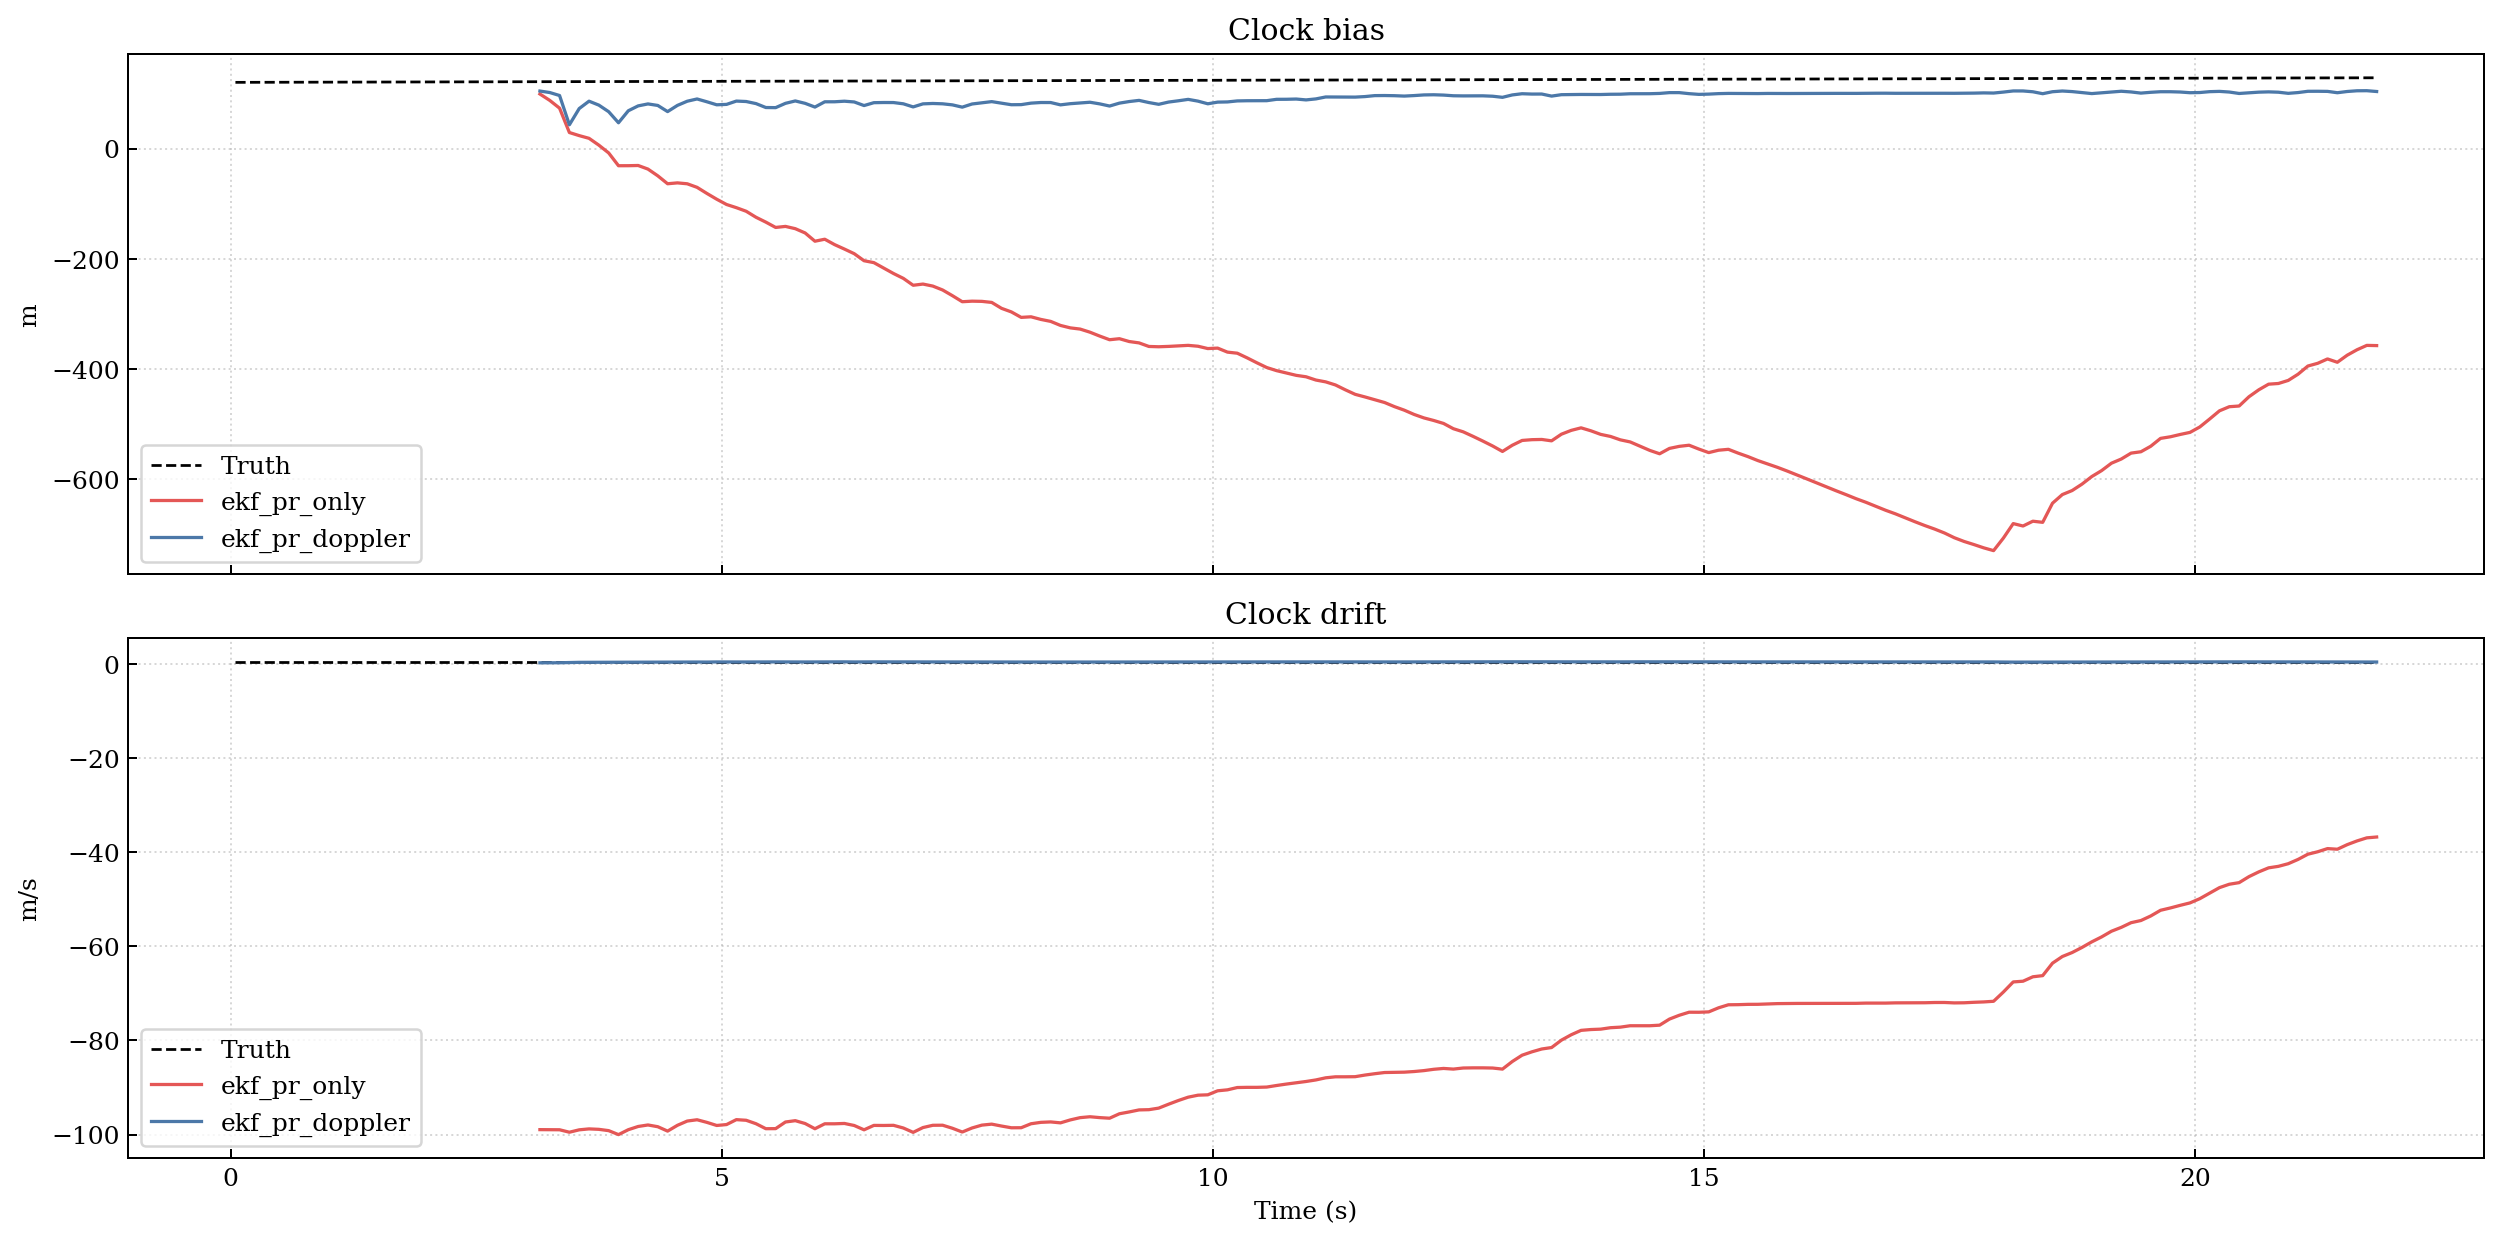 Clock bias
0
−200
−400
−600
m
Truth
ekf_pr_only
ekf_pr_doppler
Clock drift
0
−20
−40
−60
−80
−100
m/s
Truth
ekf_pr_only
ekf_pr_doppler
0 5 10 15 20
Time (s)